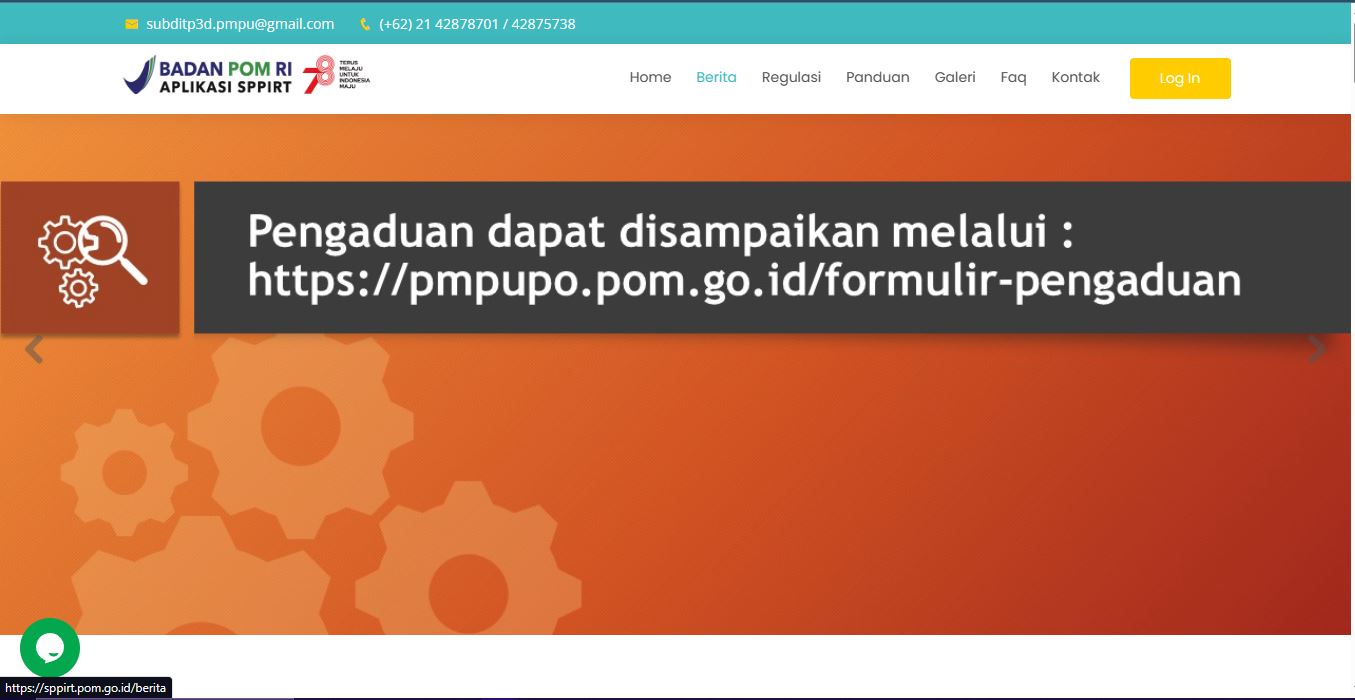 subditp3d.pmpu@gmail.com (+62) 21 42878701 / 42875738
BADAN POM RI
APLIKASI SPPIRT
78
TERUS
MELAJU
UNTUK
INDONESIA
MAJU
Home Berita Regulasi Panduan Galeri Faq Kontak Log In
Pengaduan dapat disampaikan melalui :
https://pmpupo.pom.go.id/formulir-pengaduan
https://sppirt.pom.go.id/berita